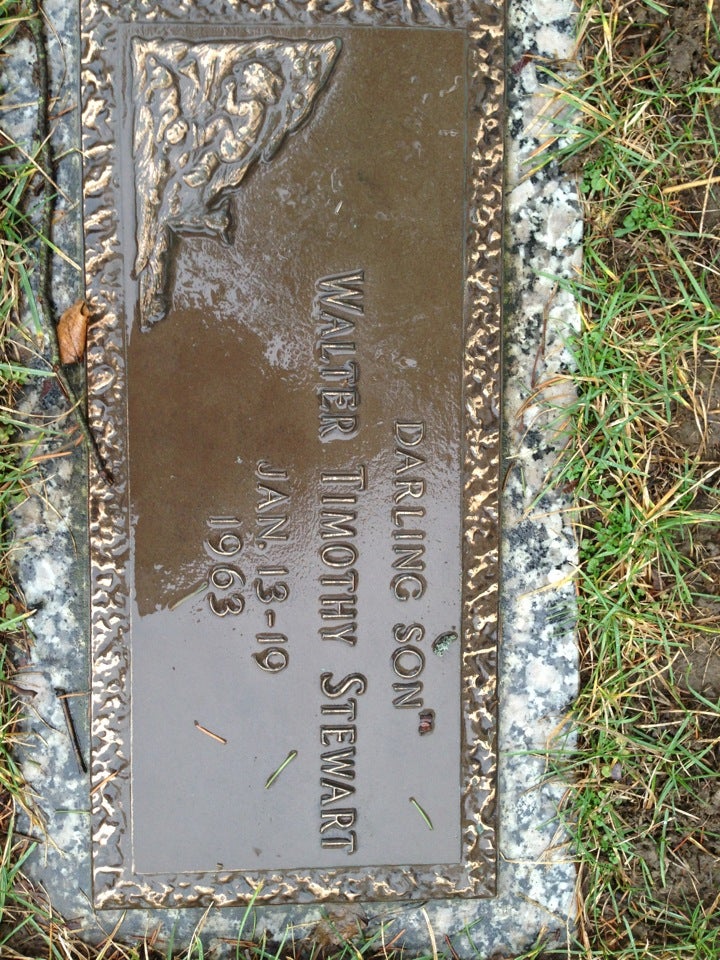 DARLING SON
WALTER TIMOTHY STEWART
JAN. 13-19
1963